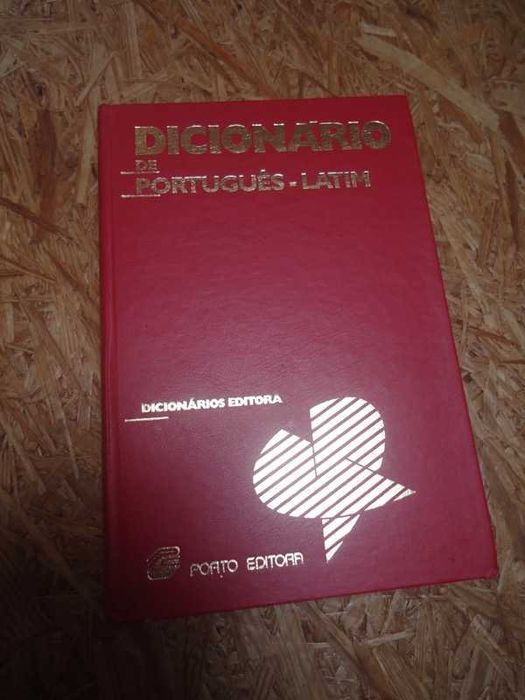 DICIONÁRIO
DE
PORTUGUÊS-LATIM
DICIONÁRIOS EDITORA
PORTO EDITORA